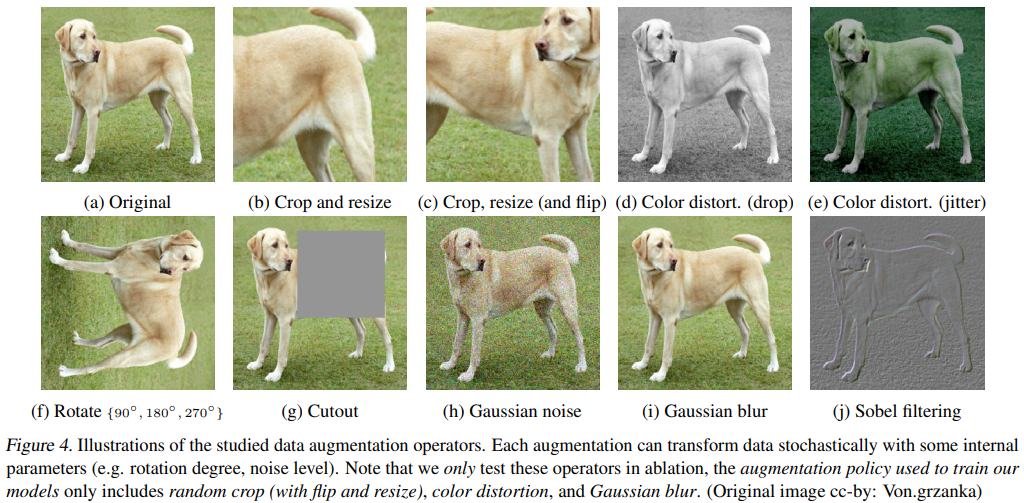 (a) Original
(b) Crop and resize
(c) Crop, resize (and flip)
(d) Color distort. (drop)
(e) Color distort. (jitter)
(f) Rotate {90°, 180°, 270°}
(g) Cutout
(h) Gaussian noise
(i) Gaussian blur
(j) Sobel filtering
Figure 4. Illustrations of the studied data augmentation operators. Each augmentation can transform data stochastically with some internal
parameters (e.g. rotation degree, noise level). Note that we only test these operators in ablation, the augmentation policy used to train our
models only includes random crop (with flip and resize), color distortion, and Gaussian blur. (Original image cc-by: Von.grzanka)